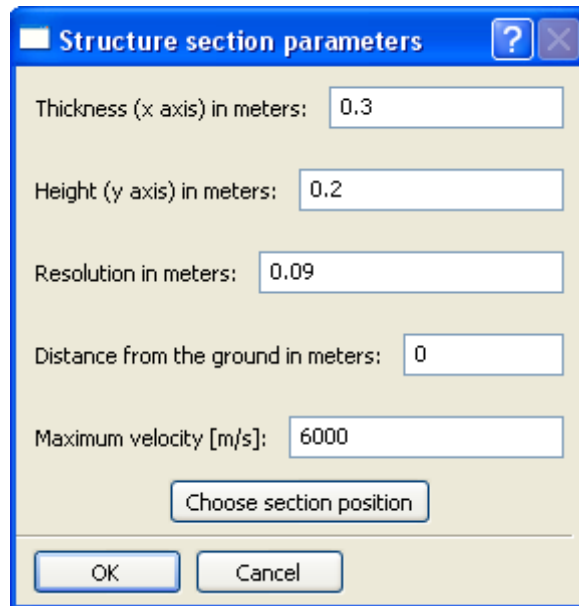 Structure section parameters
Thickness (x axis) in meters: 0.3
Height (y axis) in meters: 0.2
Resolution in meters: 0.09
Distance from the ground in meters: 0
Maximum velocity [m/s]: 6000
Choose section position
OK Cancel